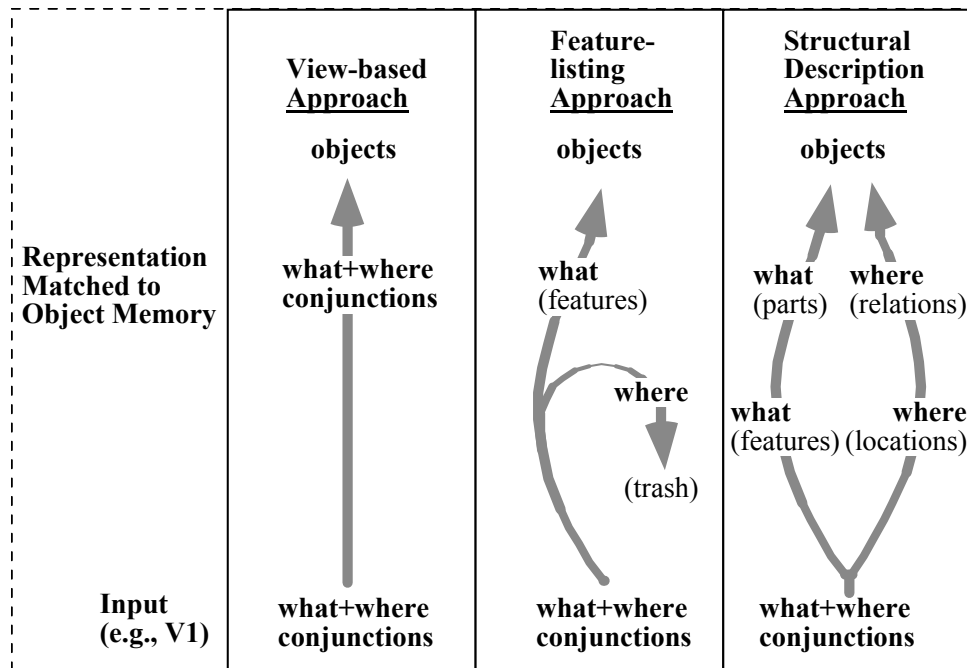 View-based
Approach
objects
what+where
conjunctions
what+where
conjunctions
Feature-
listing
Approach
objects
what
(features)
where
(trash)
what+where
conjunctions
Structural
Description
Approach
objects
what
(parts)
where
(relations)
what
(features)
where
(locations)
what+where
conjunctions
Representation
Matched to
Object Memory
Input
(e.g., V1)